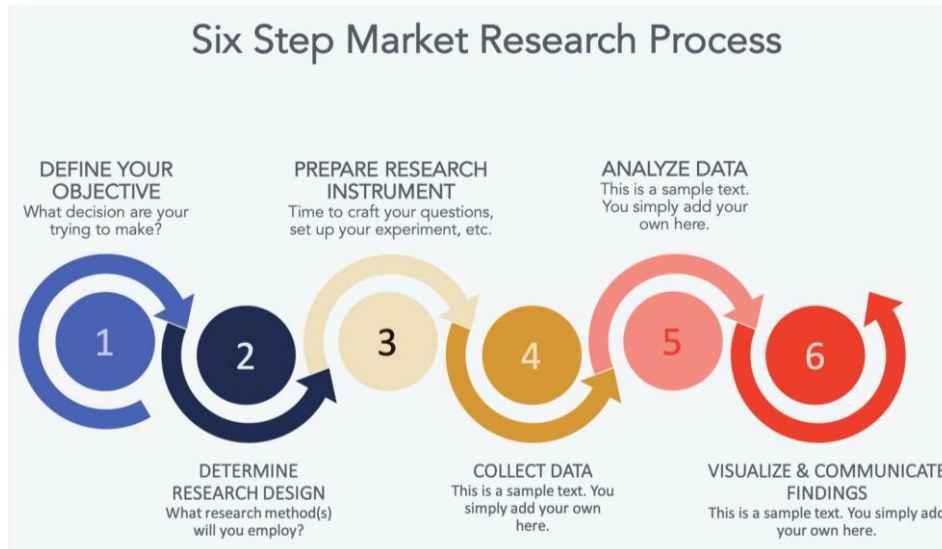 Six Step Market Research Process
DEFINE YOUR
OBJECTIVE
What decision are your
trying to make?
PREPARE RESEARCH
INSTRUMENT
Time to craft your questions,
set up your experiment, etc.
ANALYZE DATA
This is a sample text.
You simply add your
own here.
1
2
3
4
5
6
DETERMINE
RESEARCH DESIGN
What research method(s)
will you employ?
COLLECT DATA
This is a sample text. You
simply add your own
here.
VISUALIZE & COMMUNICATE
FINDINGS
This is a sample text. You simply add
your own here.